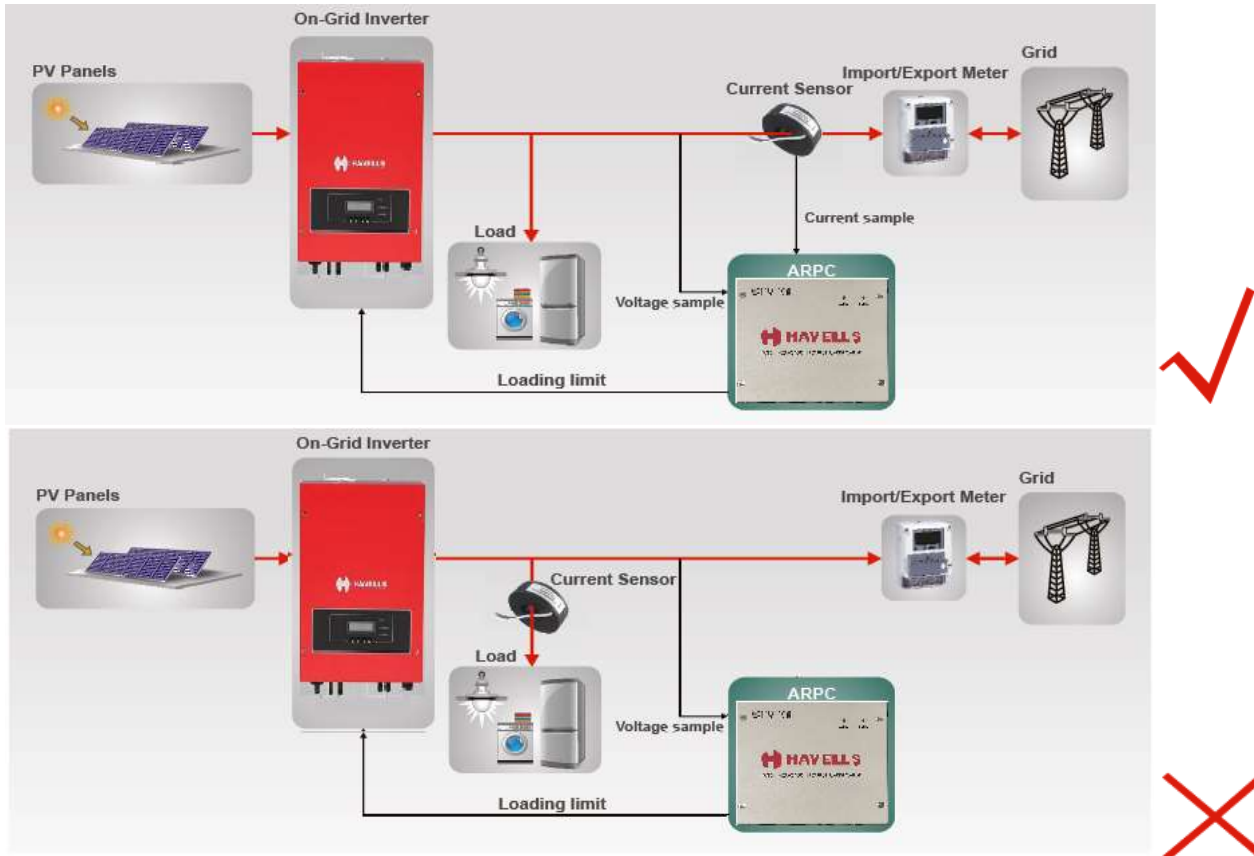 On-Grid Inverter
PV Panels
Grid
Import/Export Meter
Current Sensor
HAVELLS
Current sample
Load
ARPC
Voltage sample
HAVELLS
Loading limit
On-Grid Inverter
PV Panels
Grid
Import/Export Meter
Current Sensor
HAVELLS
Load
ARPC
Voltage sample
HAVELLS
Loading limit